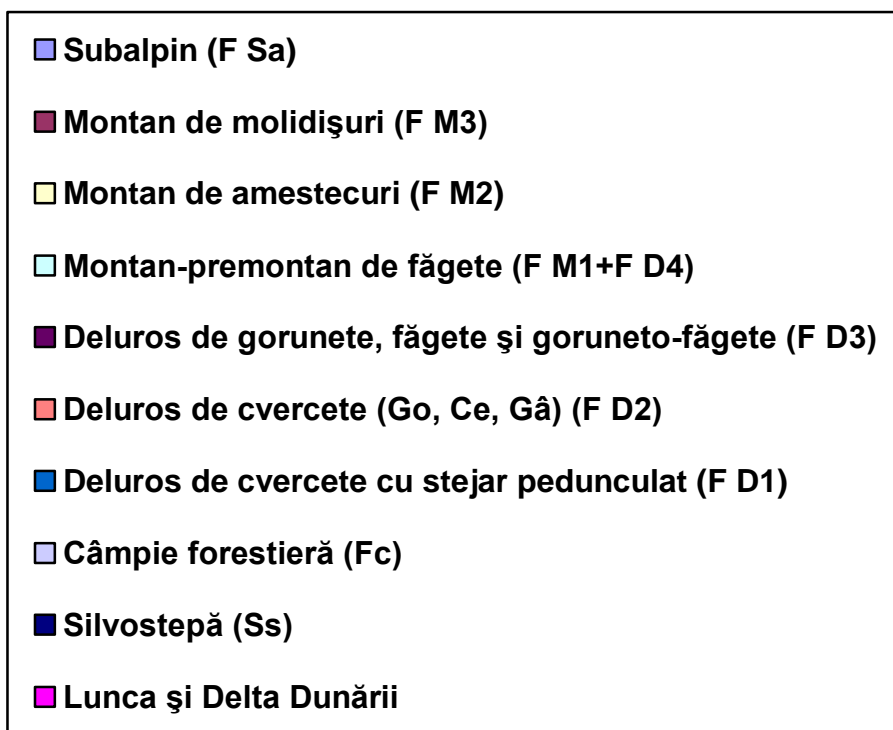 Subalpin (F Sa)
Montan de molidişuri (F M3)
Montan de amestecuri (F M2)
Montan-premontan de făgete (F M1+F D4)
Deluros de gorunete, făgete şi goruneto-făgete (F D3)
Deluros de cvercete (Go, Ce, Gâ) (F D2)
Deluros de cvercete cu stejar pedunculat (F D1)
Câmpie forestieră (Fc)
Silvostepă (Ss)
Lunca şi Delta Dunării